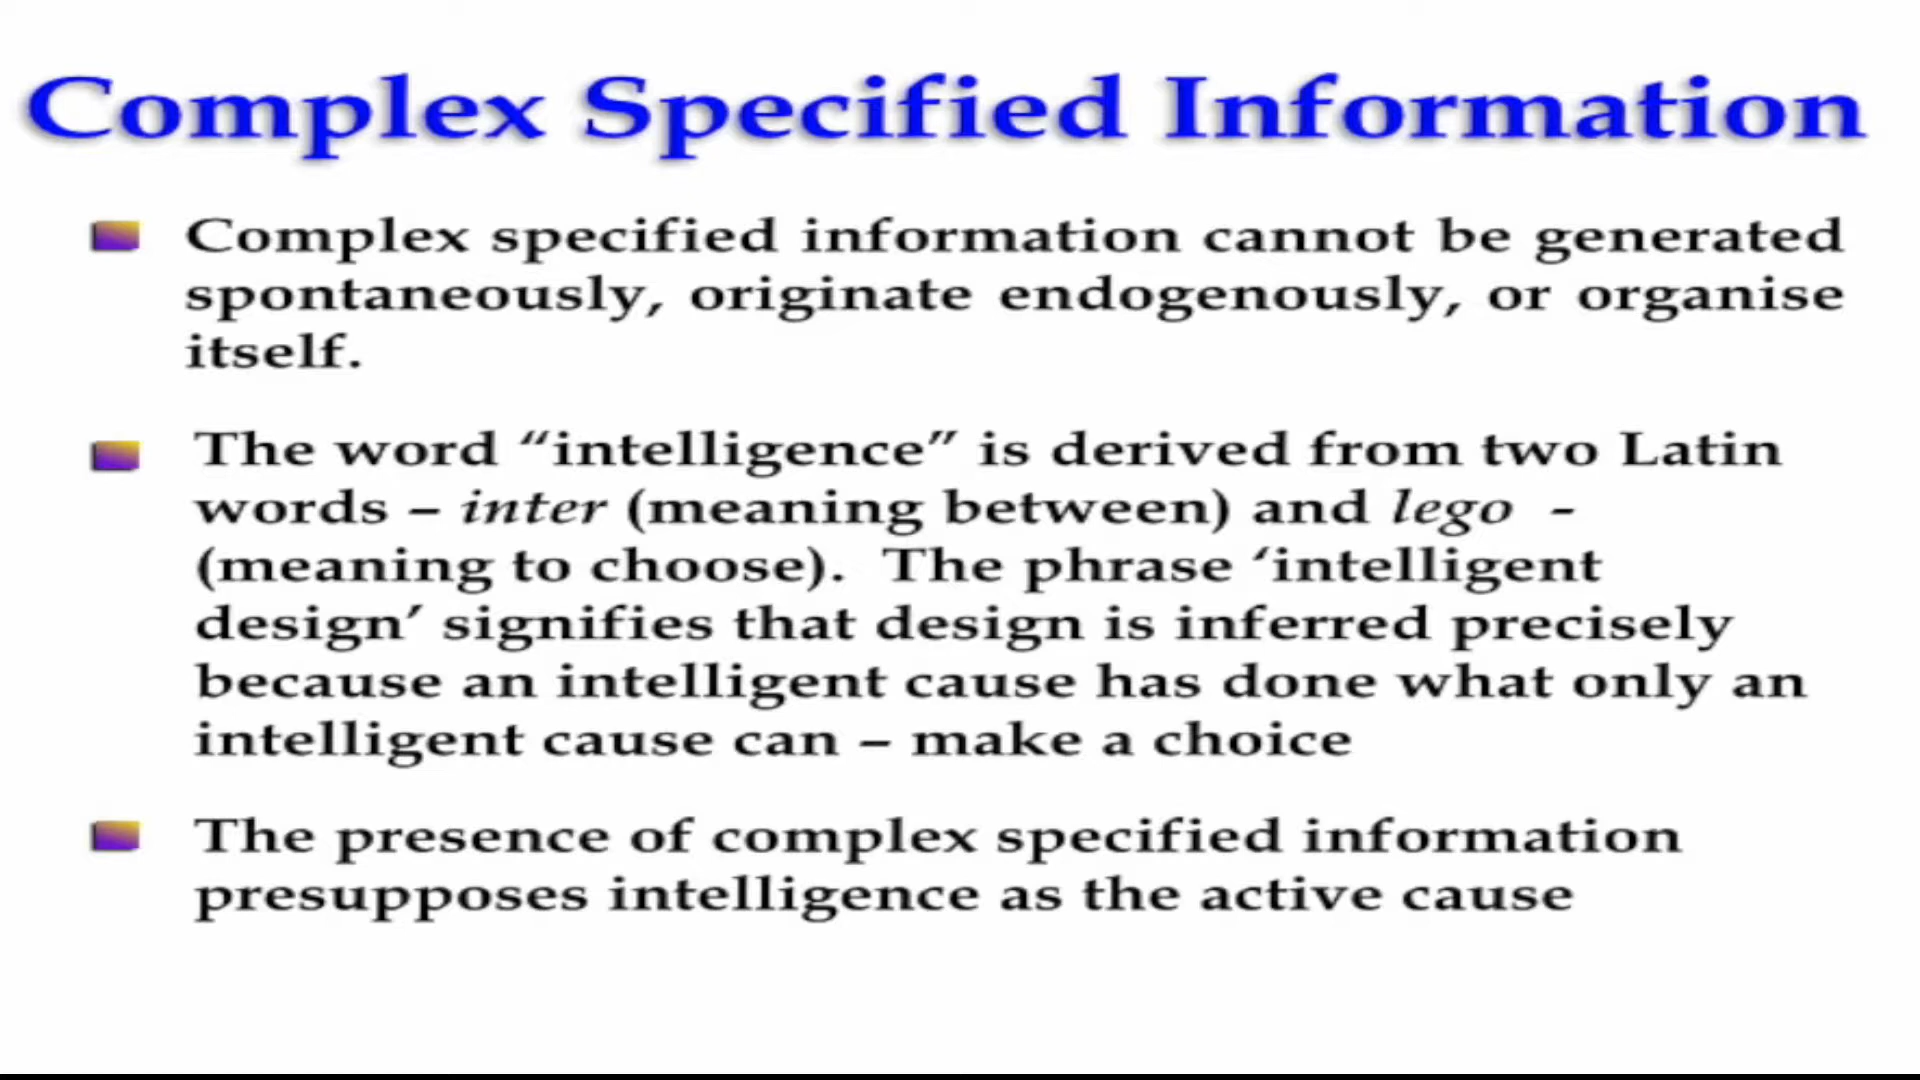 Complex Specified Information
Complex specified information cannot be generated
spontaneously, originate endogenously, or organise
itself.
The word “intelligence” is derived from two Latin
words – inter (meaning between) and lego -
(meaning to choose). The phrase ‘intelligent
design’ signifies that design is inferred precisely
because an intelligent cause has done what only an
intelligent cause can – make a choice
The presence of complex specified information
presupposes intelligence as the active cause